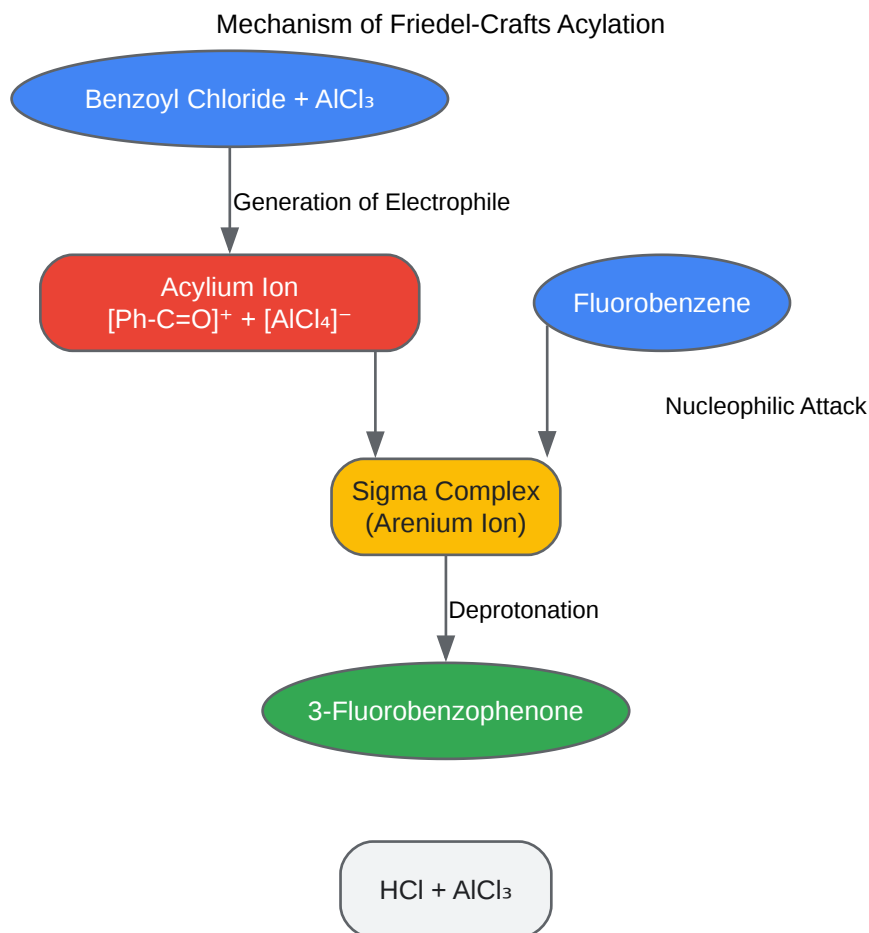 Mechanism of Friedel-Crafts Acylation
Benzoyl Chloride + AlCl₃
Generation of Electrophile
Acylium Ion
[Ph-C=O]⁺ + [AlCl₄]⁻
Fluorobenzene
Nucleophilic Attack
Sigma Complex
(Arenium Ion)
Deprotonation
3-Fluorobenzophenone
HCl + AlCl₃